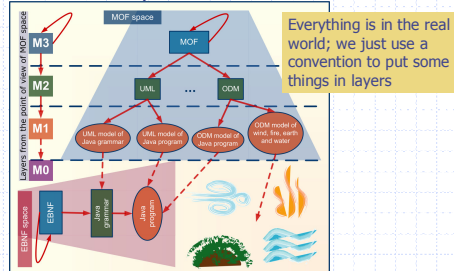 MOF space
Everything is in the real
world; we just use a
convention to put some
things in layers
Layers from the point of view of MOF space
M3
M2
M1
M0
MOF
UML
...
ODM
UML model of
Java grammar
UML model of
Java program
ODM model of
Java program
ODM model of
wind, fire, earth
and water
EBNF space
EBNF
Java
grammar
Java
program